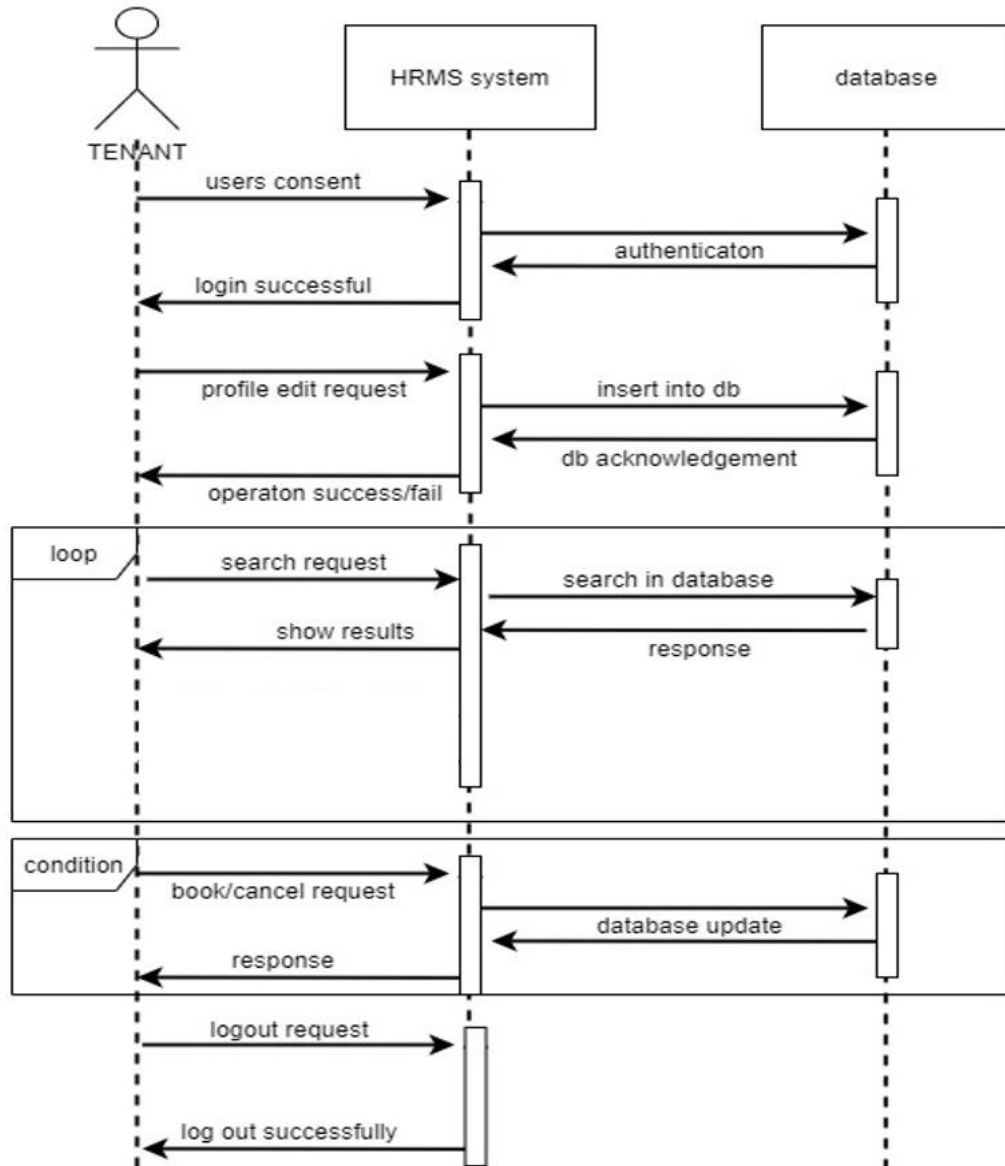 HRMS system
database
TENANT
users consent
authenticaton
login successful
profile edit request
insert into db
db acknowledgement
operaton success/fail
loop
search request
search in database
show results
response
condition
book/cancel request
database update
response
logout request
log out successfully